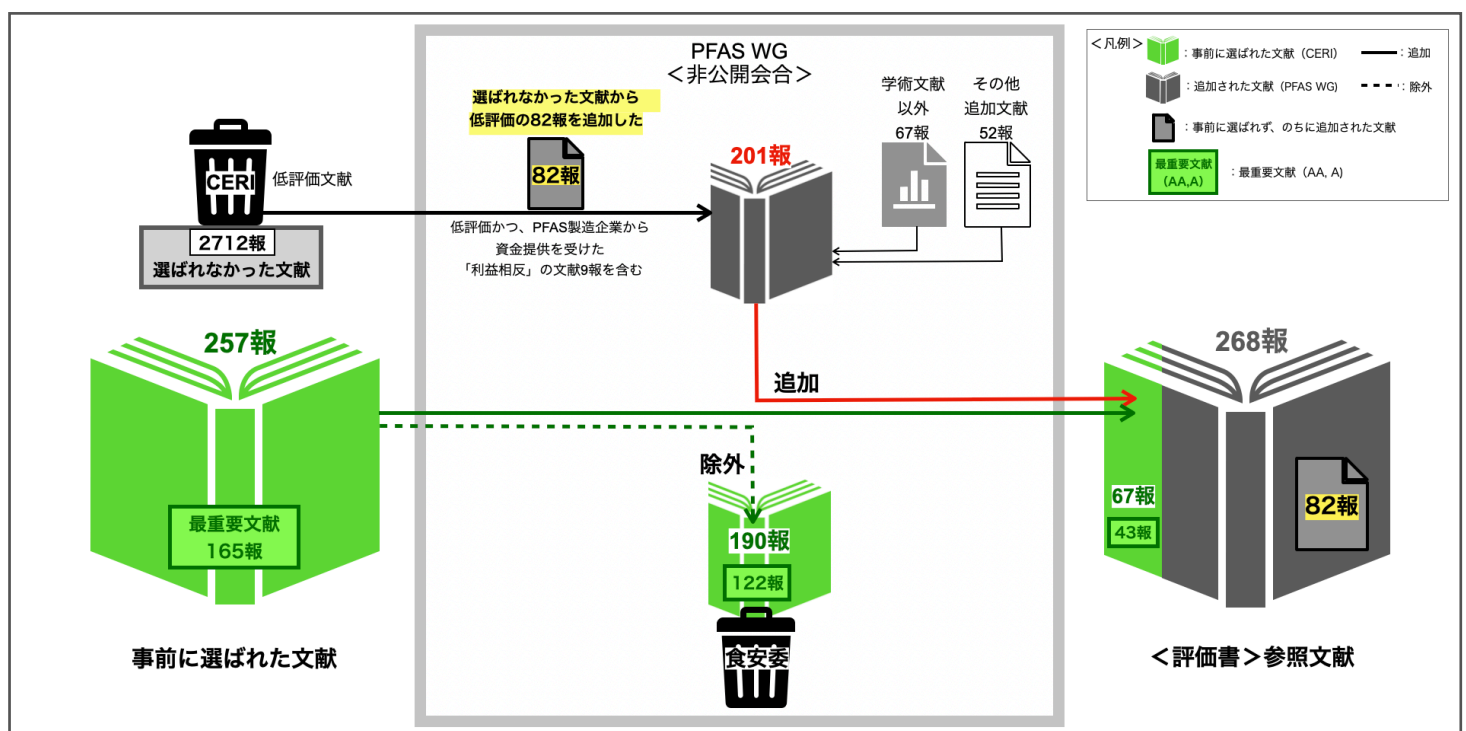 PFAS WG
＜非公開会合＞
＜凡例＞
：事前に選ばれた文献（CERI）
：追加
：追加された文献（PFAS WG）
：除外
：事前に選ばれず、のちに追加された文献
最重要文献
（AA,A）
：最重要文献（AA, A）
選ばれなかった文献から
低評価の82報を追加した
82報
学術文献
以外
67報
その他
追加文献
52報
201報
CERI
低評価文献
2712報
選ばれなかった文献
低評価かつ、PFAS製造企業から
資金提供を受けた
「利益相反」の文献9報を含む
257報
最重要文献
165報
事前に選ばれた文献
追加
除外
190報
122報
食安委
268報
67報
43報
82報
＜評価書＞参照文献